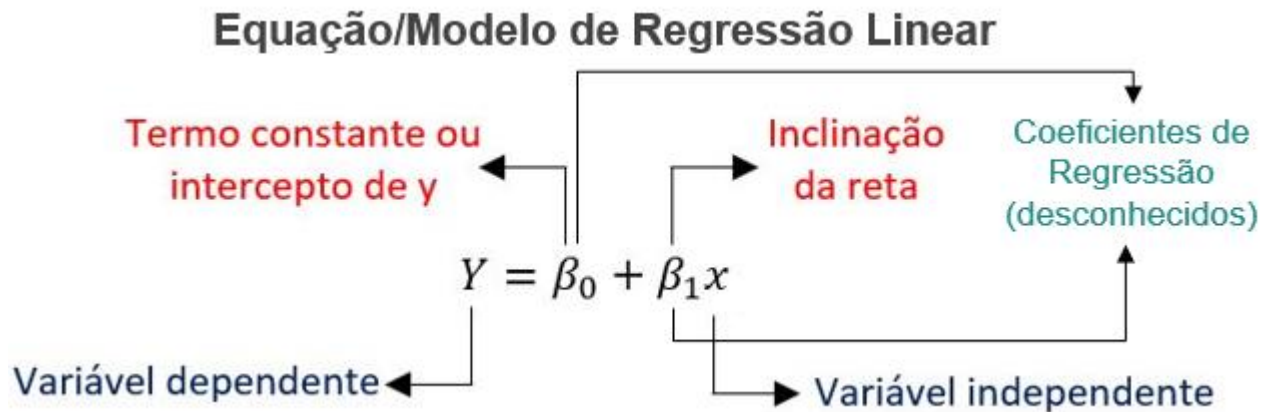 Equação/Modelo de Regressão Linear
Termo constante ou
intercepto de y
Inclinação
da reta
Coeficientes de
Regressão
(desconhecidos)
Y = β₀ + β₁x
Variável dependente
Variável independente